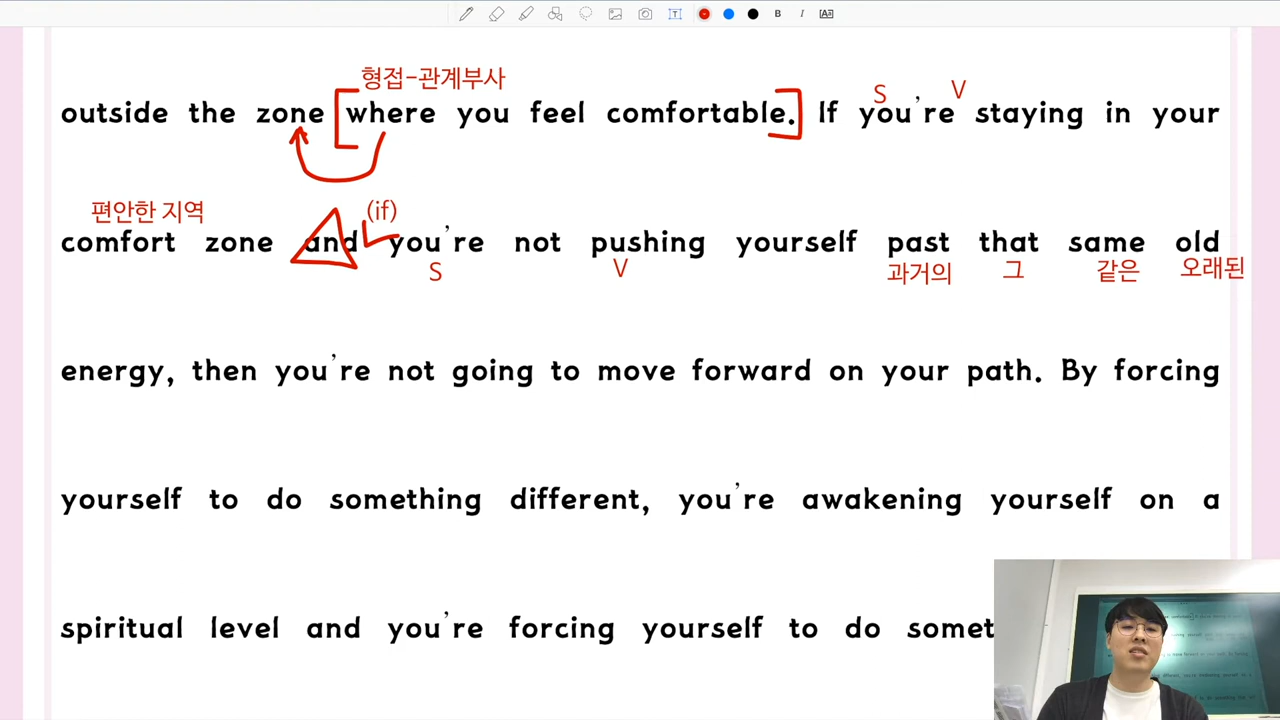 B I A
형접-관계부사
S V
outside the zone [where you feel comfortable.] If you're staying in your
편안한 지역 (if)
comfort zone and you're not pushing yourself past that same old
S V 과거의 그 같은 오래된
energy, then you're not going to move forward on your path. By forcing
yourself to do something different, you're awakening yourself on a
spiritual level and you're forcing yourself to do somet